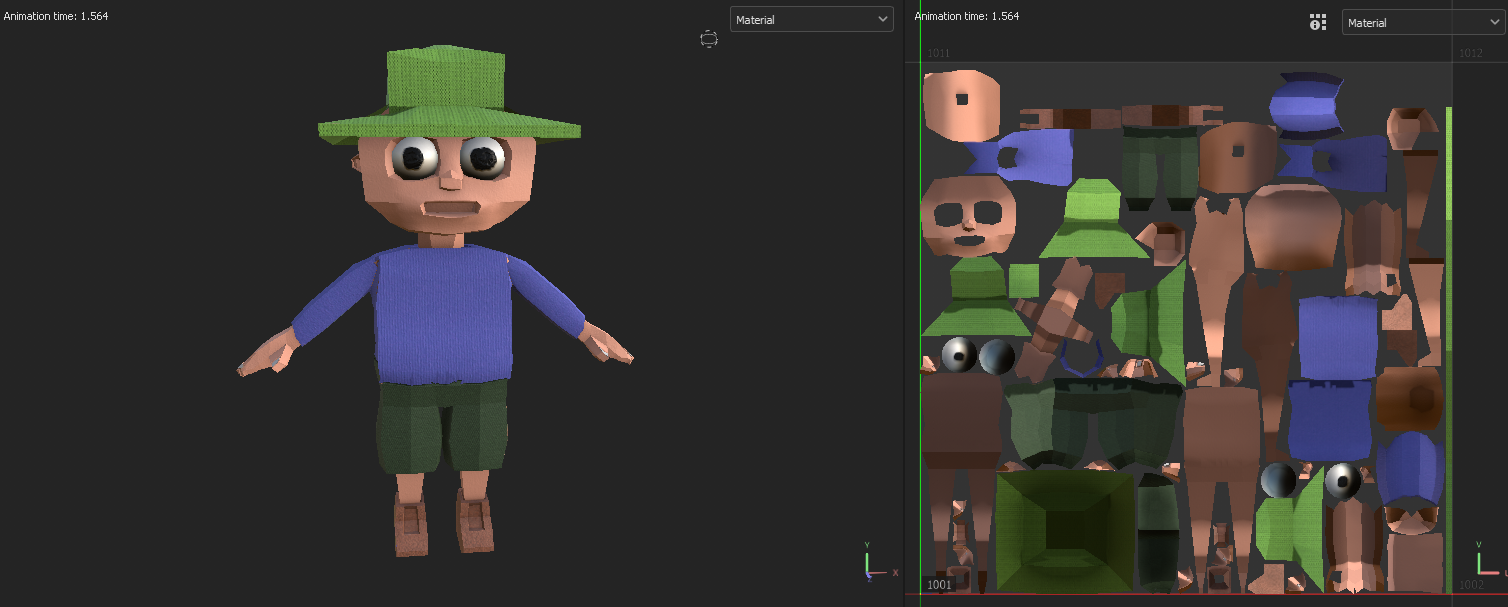 Animation time: 1.564
Material
Y
X
Z
Animation time: 1.564
Material
1011
1012
1001
1002
V
U